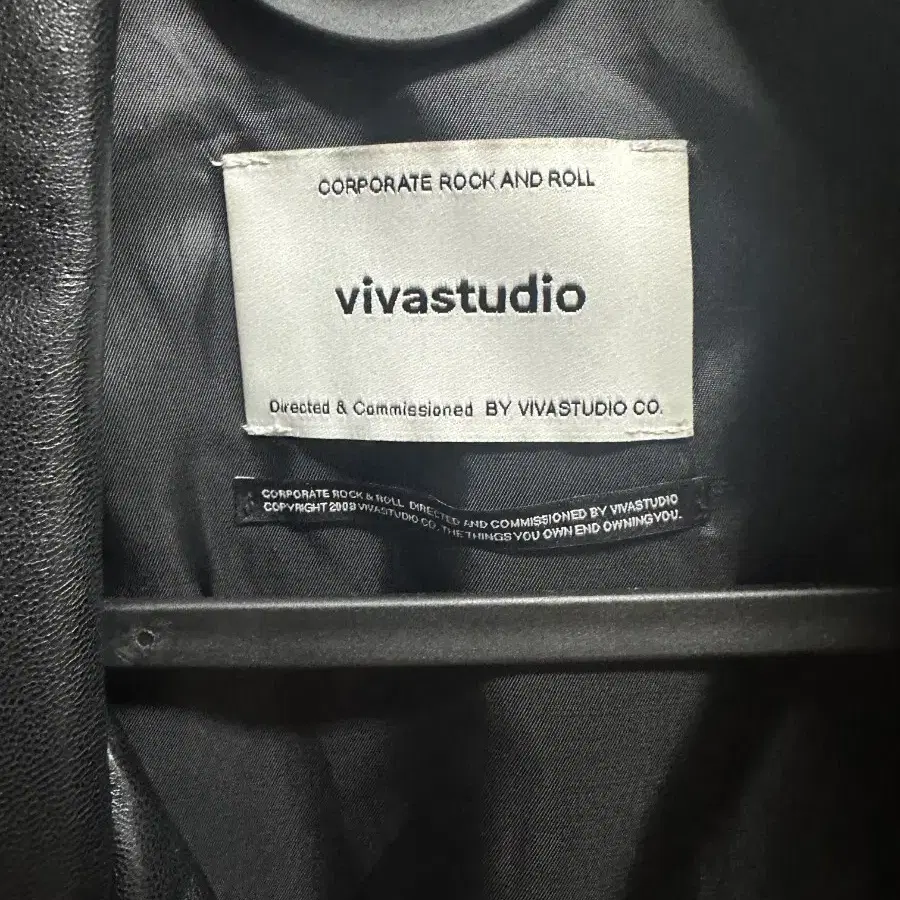 CORPORATE ROCK AND ROLL
vivastudio
Directed & Commissioned BY VIVASTUDIO CO.
CORPORATE ROCK & ROLL DIRECTED AND COMMISSIONED BY VIVASTUDIO
COPYRIGHT 2009 VIVASTUDIO CO. THE THINGS YOU OWN END OWNING YOU.